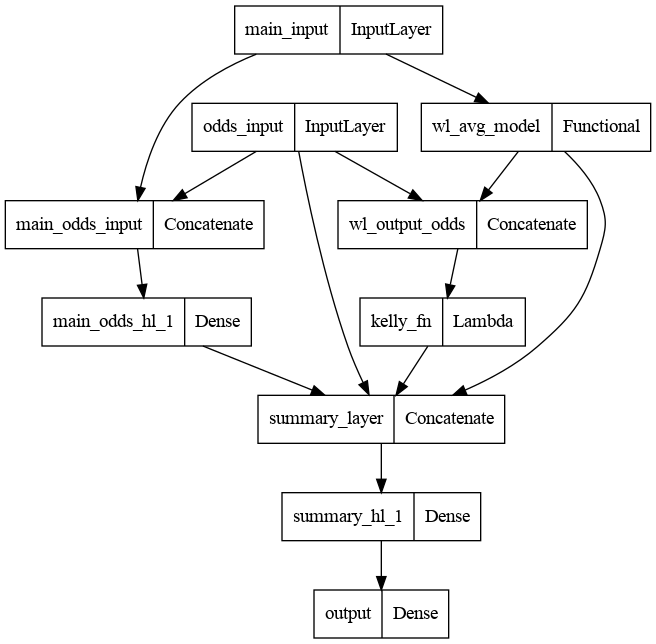 main_input InputLayer
odds_input InputLayer wl_avg_model Functional
main_odds_input Concatenate wl_output_odds Concatenate
main_odds_hl_1 Dense kelly_fn Lambda
summary_layer Concatenate
summary_hl_1 Dense
output Dense